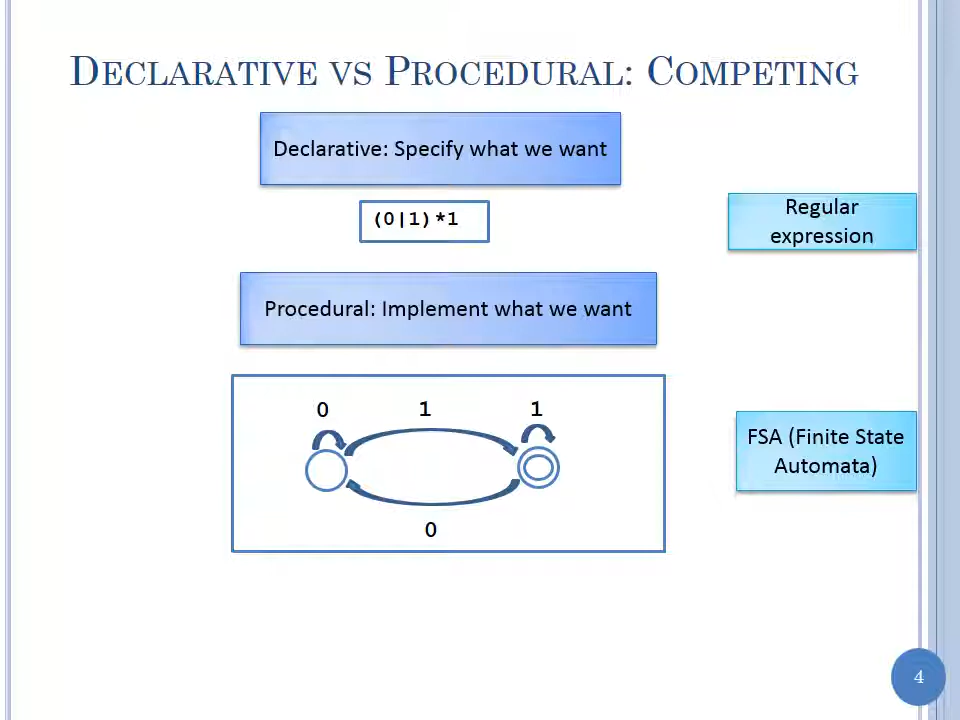 DECLARATIVE VS PROCEDURAL: COMPETING
Declarative: Specify what we want
(0|1)*1
Regular
expression
Procedural: Implement what we want
0 1 1
FSA (Finite State
Automata)
0
4